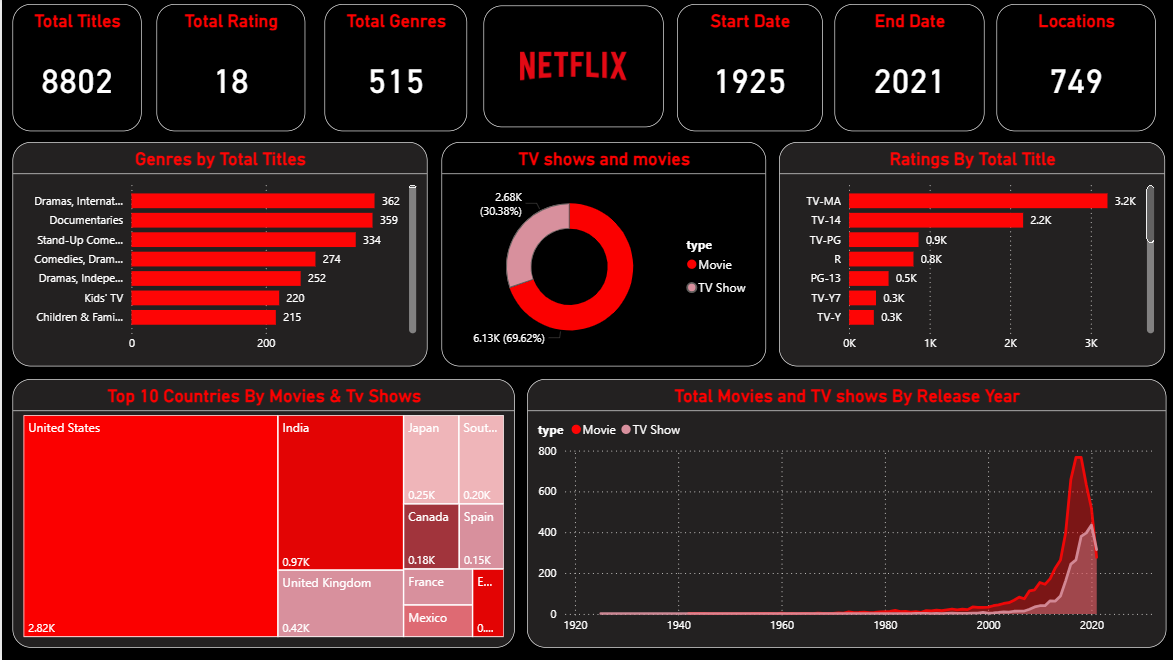 Total Titles
8802
Total Rating
18
Total Genres
515
NETFLIX
Start Date
1925
End Date
2021
Locations
749
Genres by Total Titles
Dramas, Internat... 362
Documentaries 359
Stand-Up Come... 334
Comedies, Dram... 274
Dramas, Indepe... 252
Kids' TV 220
Children & Fami... 215
0 200
TV shows and movies
2.68K
(30.38%)
6.13K (69.62%)
type
Movie
TV Show
Ratings By Total Title
TV-MA 3.2K
TV-14 2.2K
TV-PG 0.9K
R 0.8K
PG-13 0.5K
TV-Y7 0.3K
TV-Y 0.3K
0K 1K 2K 3K
Top 10 Countries By Movies & Tv Shows
United States
2.82K
India
0.97K
United Kingdom
0.42K
Japan
0.25K
Sout...
0.20K
Canada
0.18K
Spain
0.15K
France
Mexico
E...
0....
Total Movies and TV shows By Release Year
type Movie TV Show
800
600
400
200
0
1920 1940 1960 1980 2000 2020